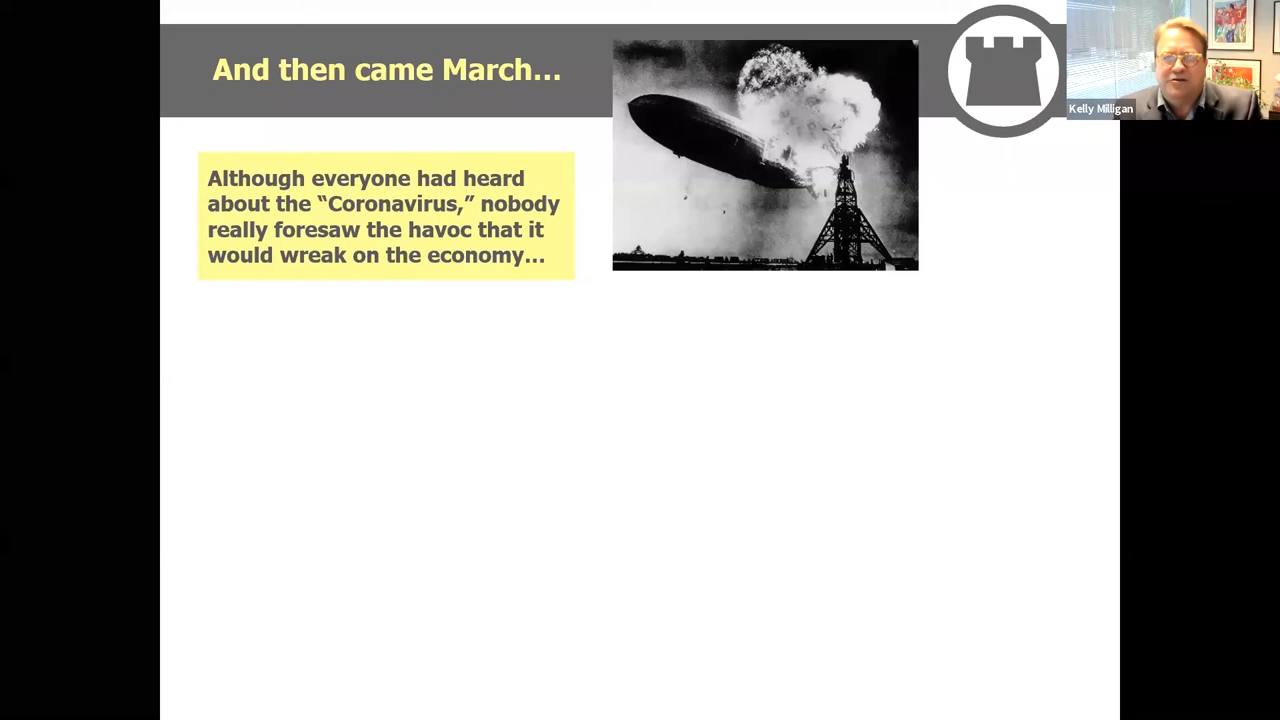 And then came March...
Kelly Milligan
Although everyone had heard
about the “Coronavirus,” nobody
really foresaw the havoc that it
would wreak on the economy...